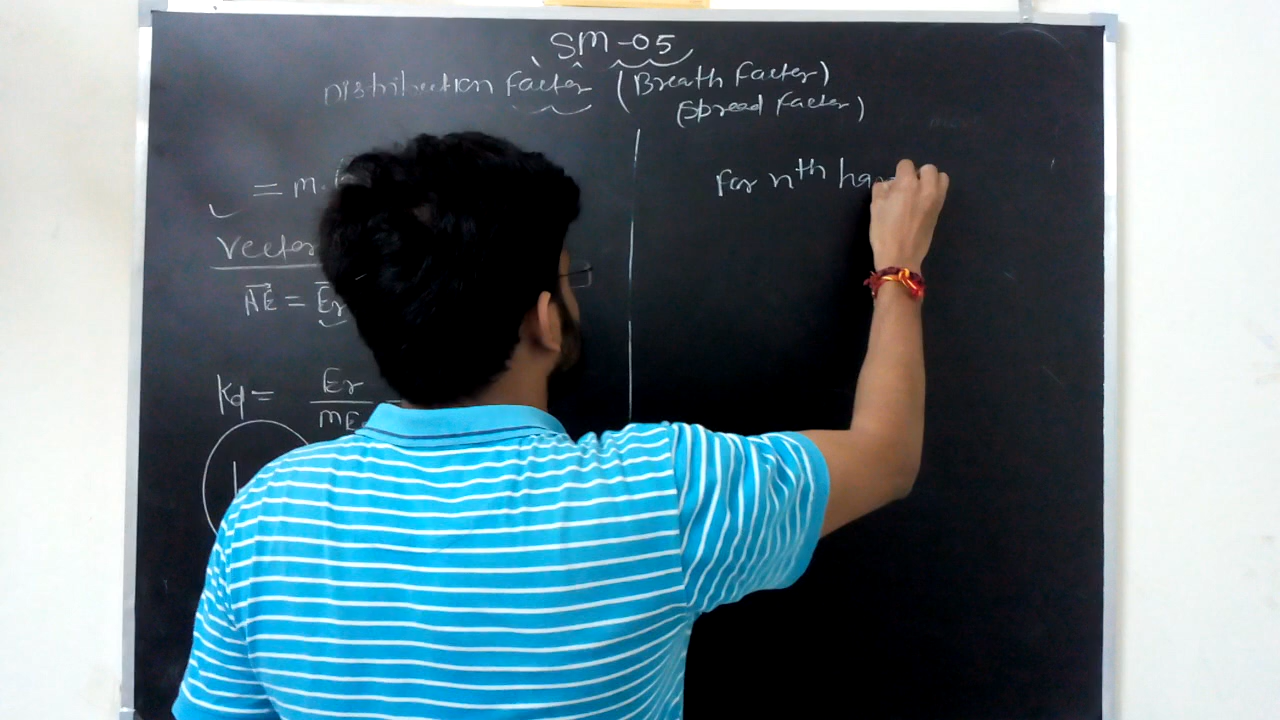 SM-05
Distribution Factor (Breath Factor)
(Spread Factor)
= m.
Vector
AE = Er
Kd = Er
mE
For nth ha